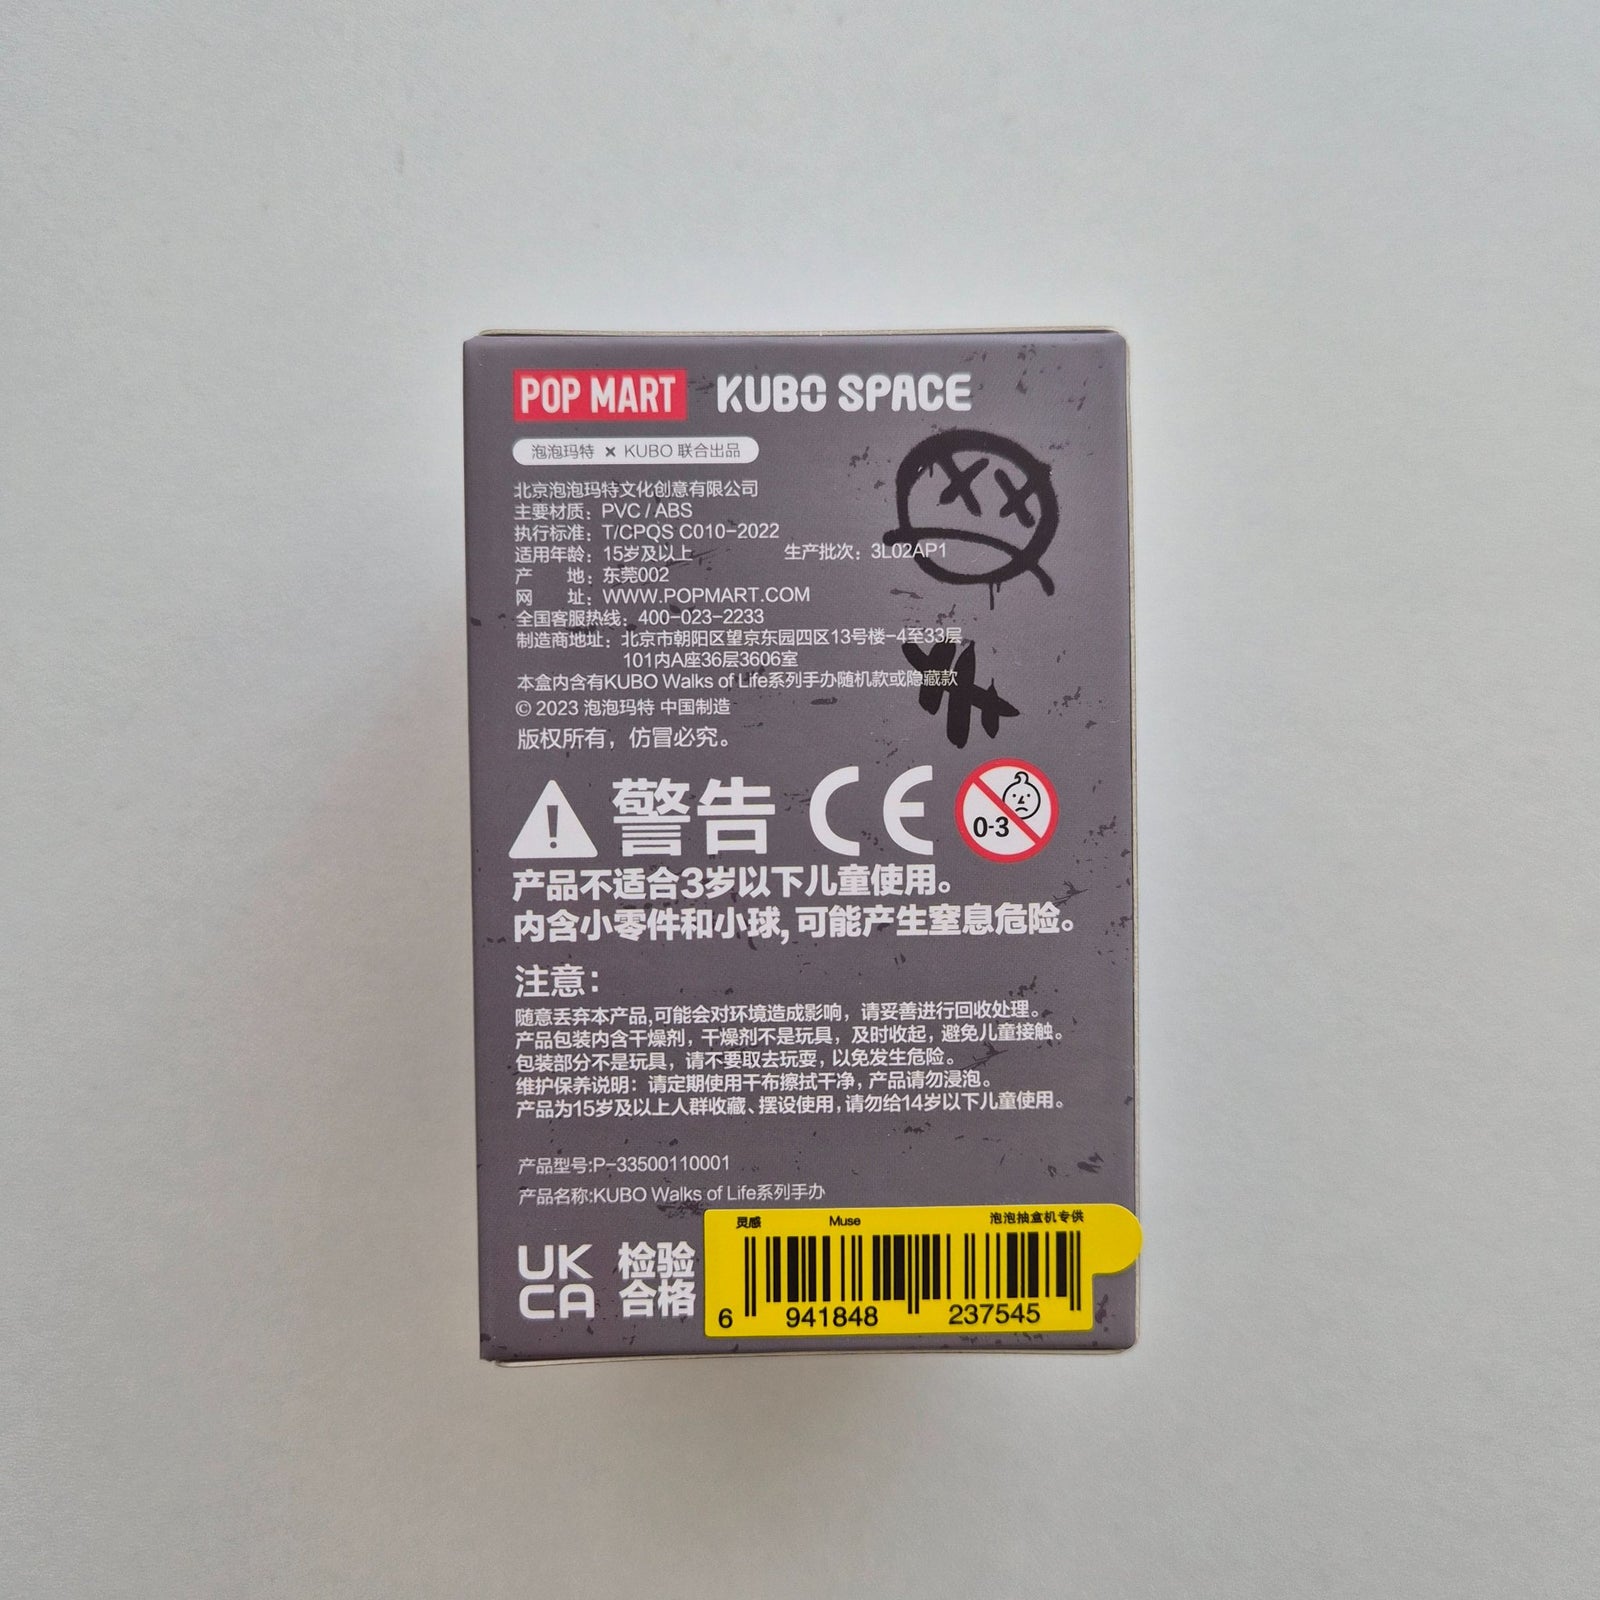 POP MART KUBO SPACE
泡泡玛特 × KUBO 联合出品
北京泡泡玛特文化创意有限公司
主要材质：PVC / ABS
执行标准：T/CPQS C010-2022
适用年龄：15岁及以上 生产批次：3L02AP1
产 地：东莞002
网 址：WWW.POPMART.COM
全国客服热线：400-023-2233
制造商地址：北京市朝阳区望京东园四区13号楼-4至33层
101内A座36层3606室
本盒内含有KUBO Walks of Life系列手办随机款或隐藏款
© 2023 泡泡玛特 中国制造
版权所有，仿冒必究。
警告 CE 0-3
产品不适合3岁以下儿童使用。
内含小零件和小球，可能产生窒息危险。
注意：
随意丢弃本产品,可能会对环境造成影响，请妥善进行回收处理。
产品包装内含干燥剂，干燥剂不是玩具，及时收起，避免儿童接触。
包装部分不是玩具，请不要取去玩耍，以免发生危险。
维护保养说明：请定期使用干布擦拭干净，产品请勿浸泡。
产品为15岁及以上人群收藏、摆设使用，请勿给14岁以下儿童使用。
产品型号:P-33500110001
产品名称:KUBO Walks of Life系列手办
UK
CA
检验
合格
灵感 Muse 泡泡抽盒机专供
6 941848 237545